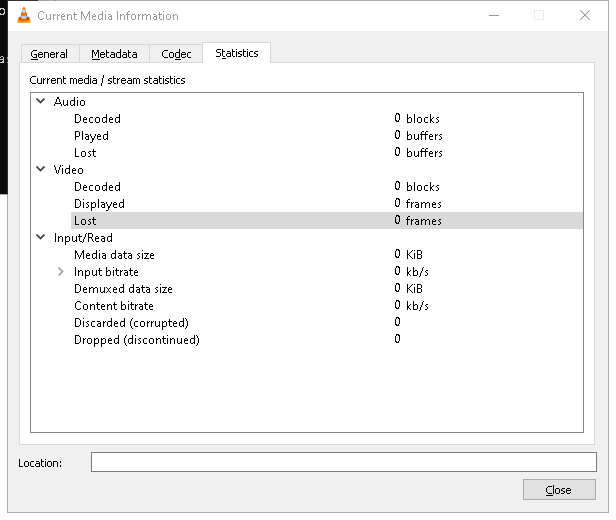 Current Media Information
General Metadata Codec Statistics
Current media / stream statistics
Audio
Decoded 0 blocks
Played 0 buffers
Lost 0 buffers
Video
Decoded 0 blocks
Displayed 0 frames
Lost 0 frames
Input/Read
Media data size 0 KiB
Input bitrate 0 kb/s
Demuxed data size 0 KiB
Content bitrate 0 kb/s
Discarded (corrupted) 0
Dropped (discontinued) 0
Location:
Close